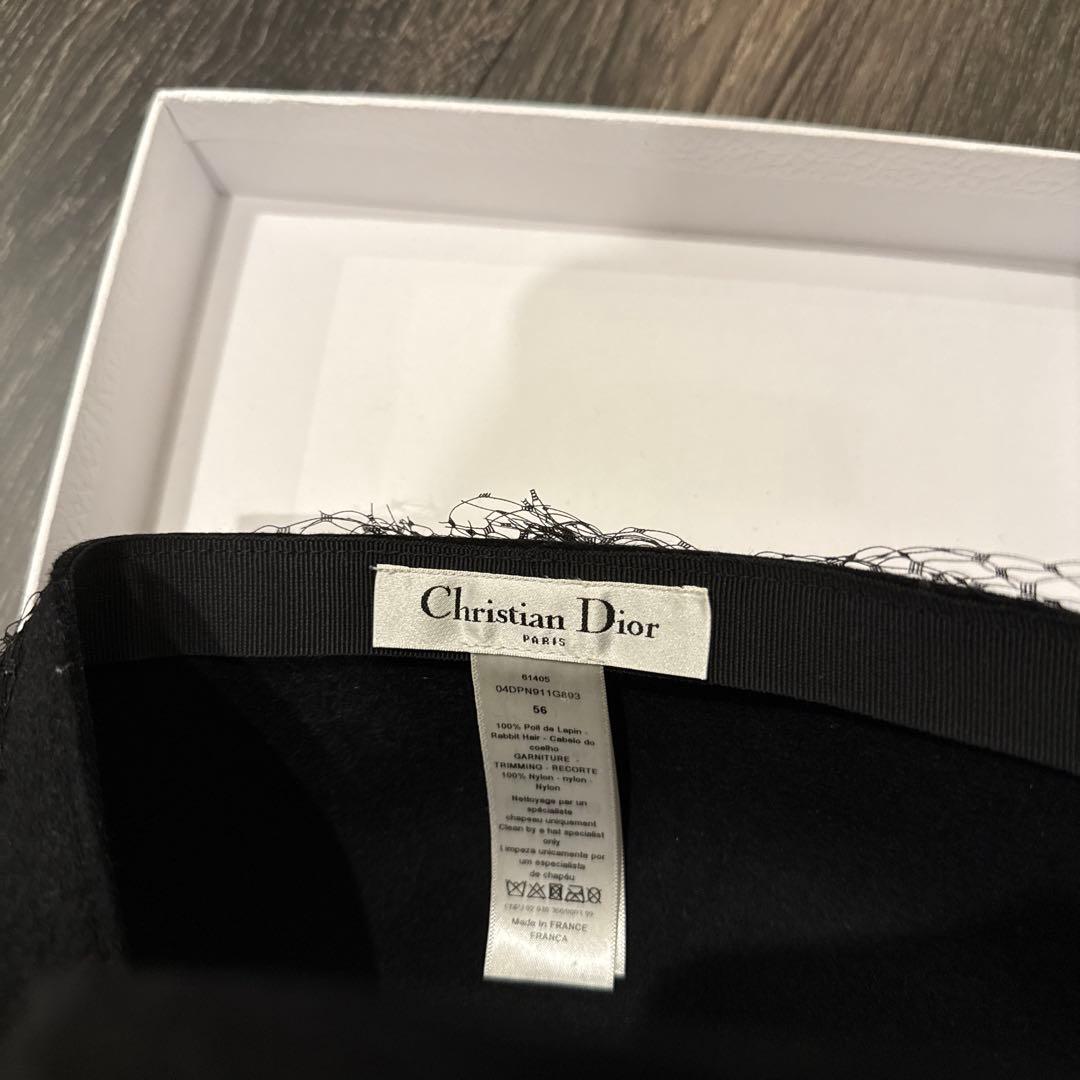 Christian Dior
PARIS
61405
04DPN911G893
56
100% Poil de Lapin -
Rabbit Hair - Cabelo do
coelho
GARNITURE -
TRIMMING - RECORTE
100% Nylon - nylon -
Nylon
Nettoyage par un
spécialiste
chapeau uniquement
Clean by a hat specialist
only
Limpeza unicamente por
um especialista
de chapéu
Made in FRANCE
FRANCA